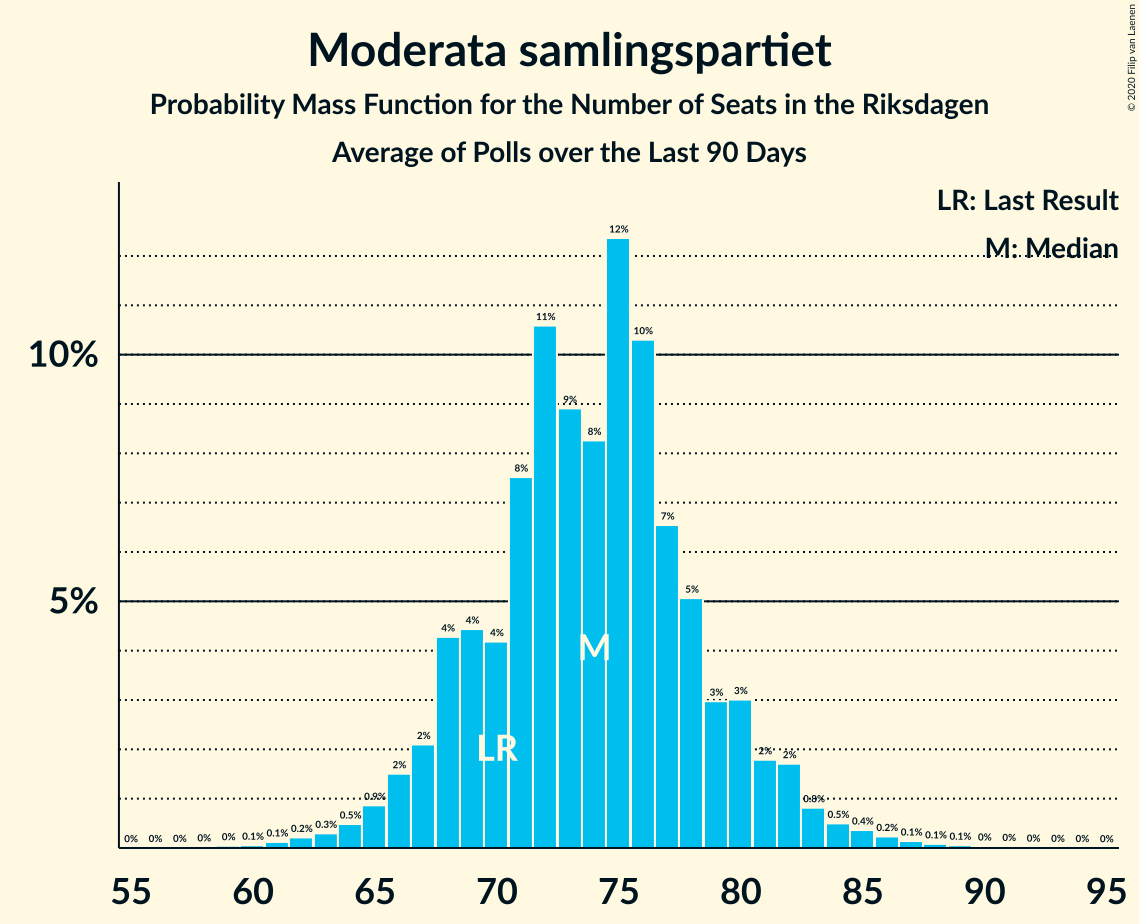 Moderata samlingspartiet
Probability Mass Function for the Number of Seats in the Riksdagen
Average of Polls over the Last 90 Days
© 2020 Filip van Laenen
LR: Last Result
M: Median
10%
5%
0% 0% 0% 0% 0% 0.1% 0.1% 0.2% 0.3% 0.5% 0.9% 2% 2% 4% 4% 4% 8% 11% 9% 8% 12% 10% 7% 5% 3% 3% 2% 2% 0.8% 0.5% 0.4% 0.2% 0.1% 0.1% 0.1% 0% 0% 0% 0% 0% 0%
M
LR
55 60 65 70 75 80 85 90 95